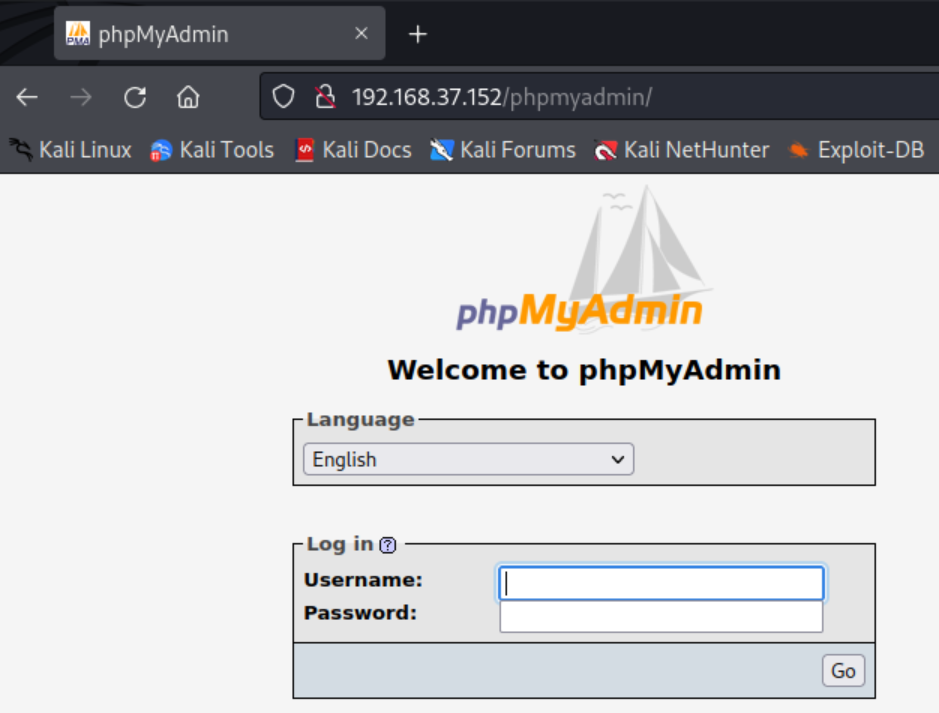 phpMyAdmin
192.168.37.152/phpmyadmin/
Kali Linux Kali Tools Kali Docs Kali Forums Kali NetHunter Exploit-DB
phpMyAdmin
Welcome to phpMyAdmin
Language
English
Log in ?
Username:
Password:
Go